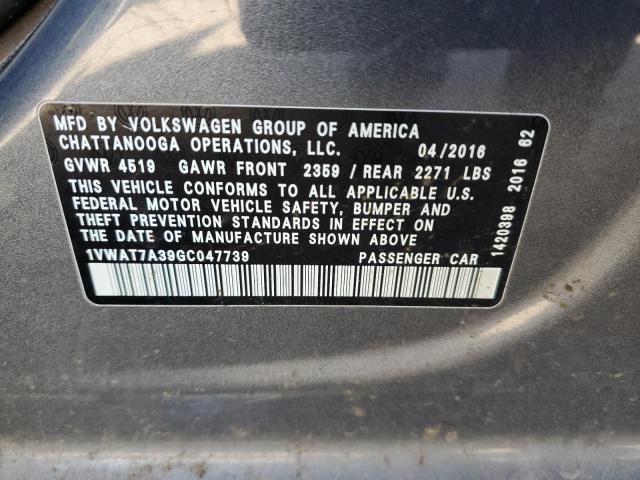 MFD BY VOLKSWAGEN GROUP OF AMERICA
CHATTANOOGA OPERATIONS, LLC. 04/2016
GVWR 4519 GAWR FRONT 2359 / REAR 2271 LBS
THIS VEHICLE CONFORMS TO ALL APPLICABLE U.S.
FEDERAL MOTOR VEHICLE SAFETY, BUMPER AND
THEFT PREVENTION STANDARDS IN EFFECT ON
THE DATE OF MANUFACTURE SHOWN ABOVE
1VWAT7A39GC047739 PASSENGER CAR
1420398 2016 62